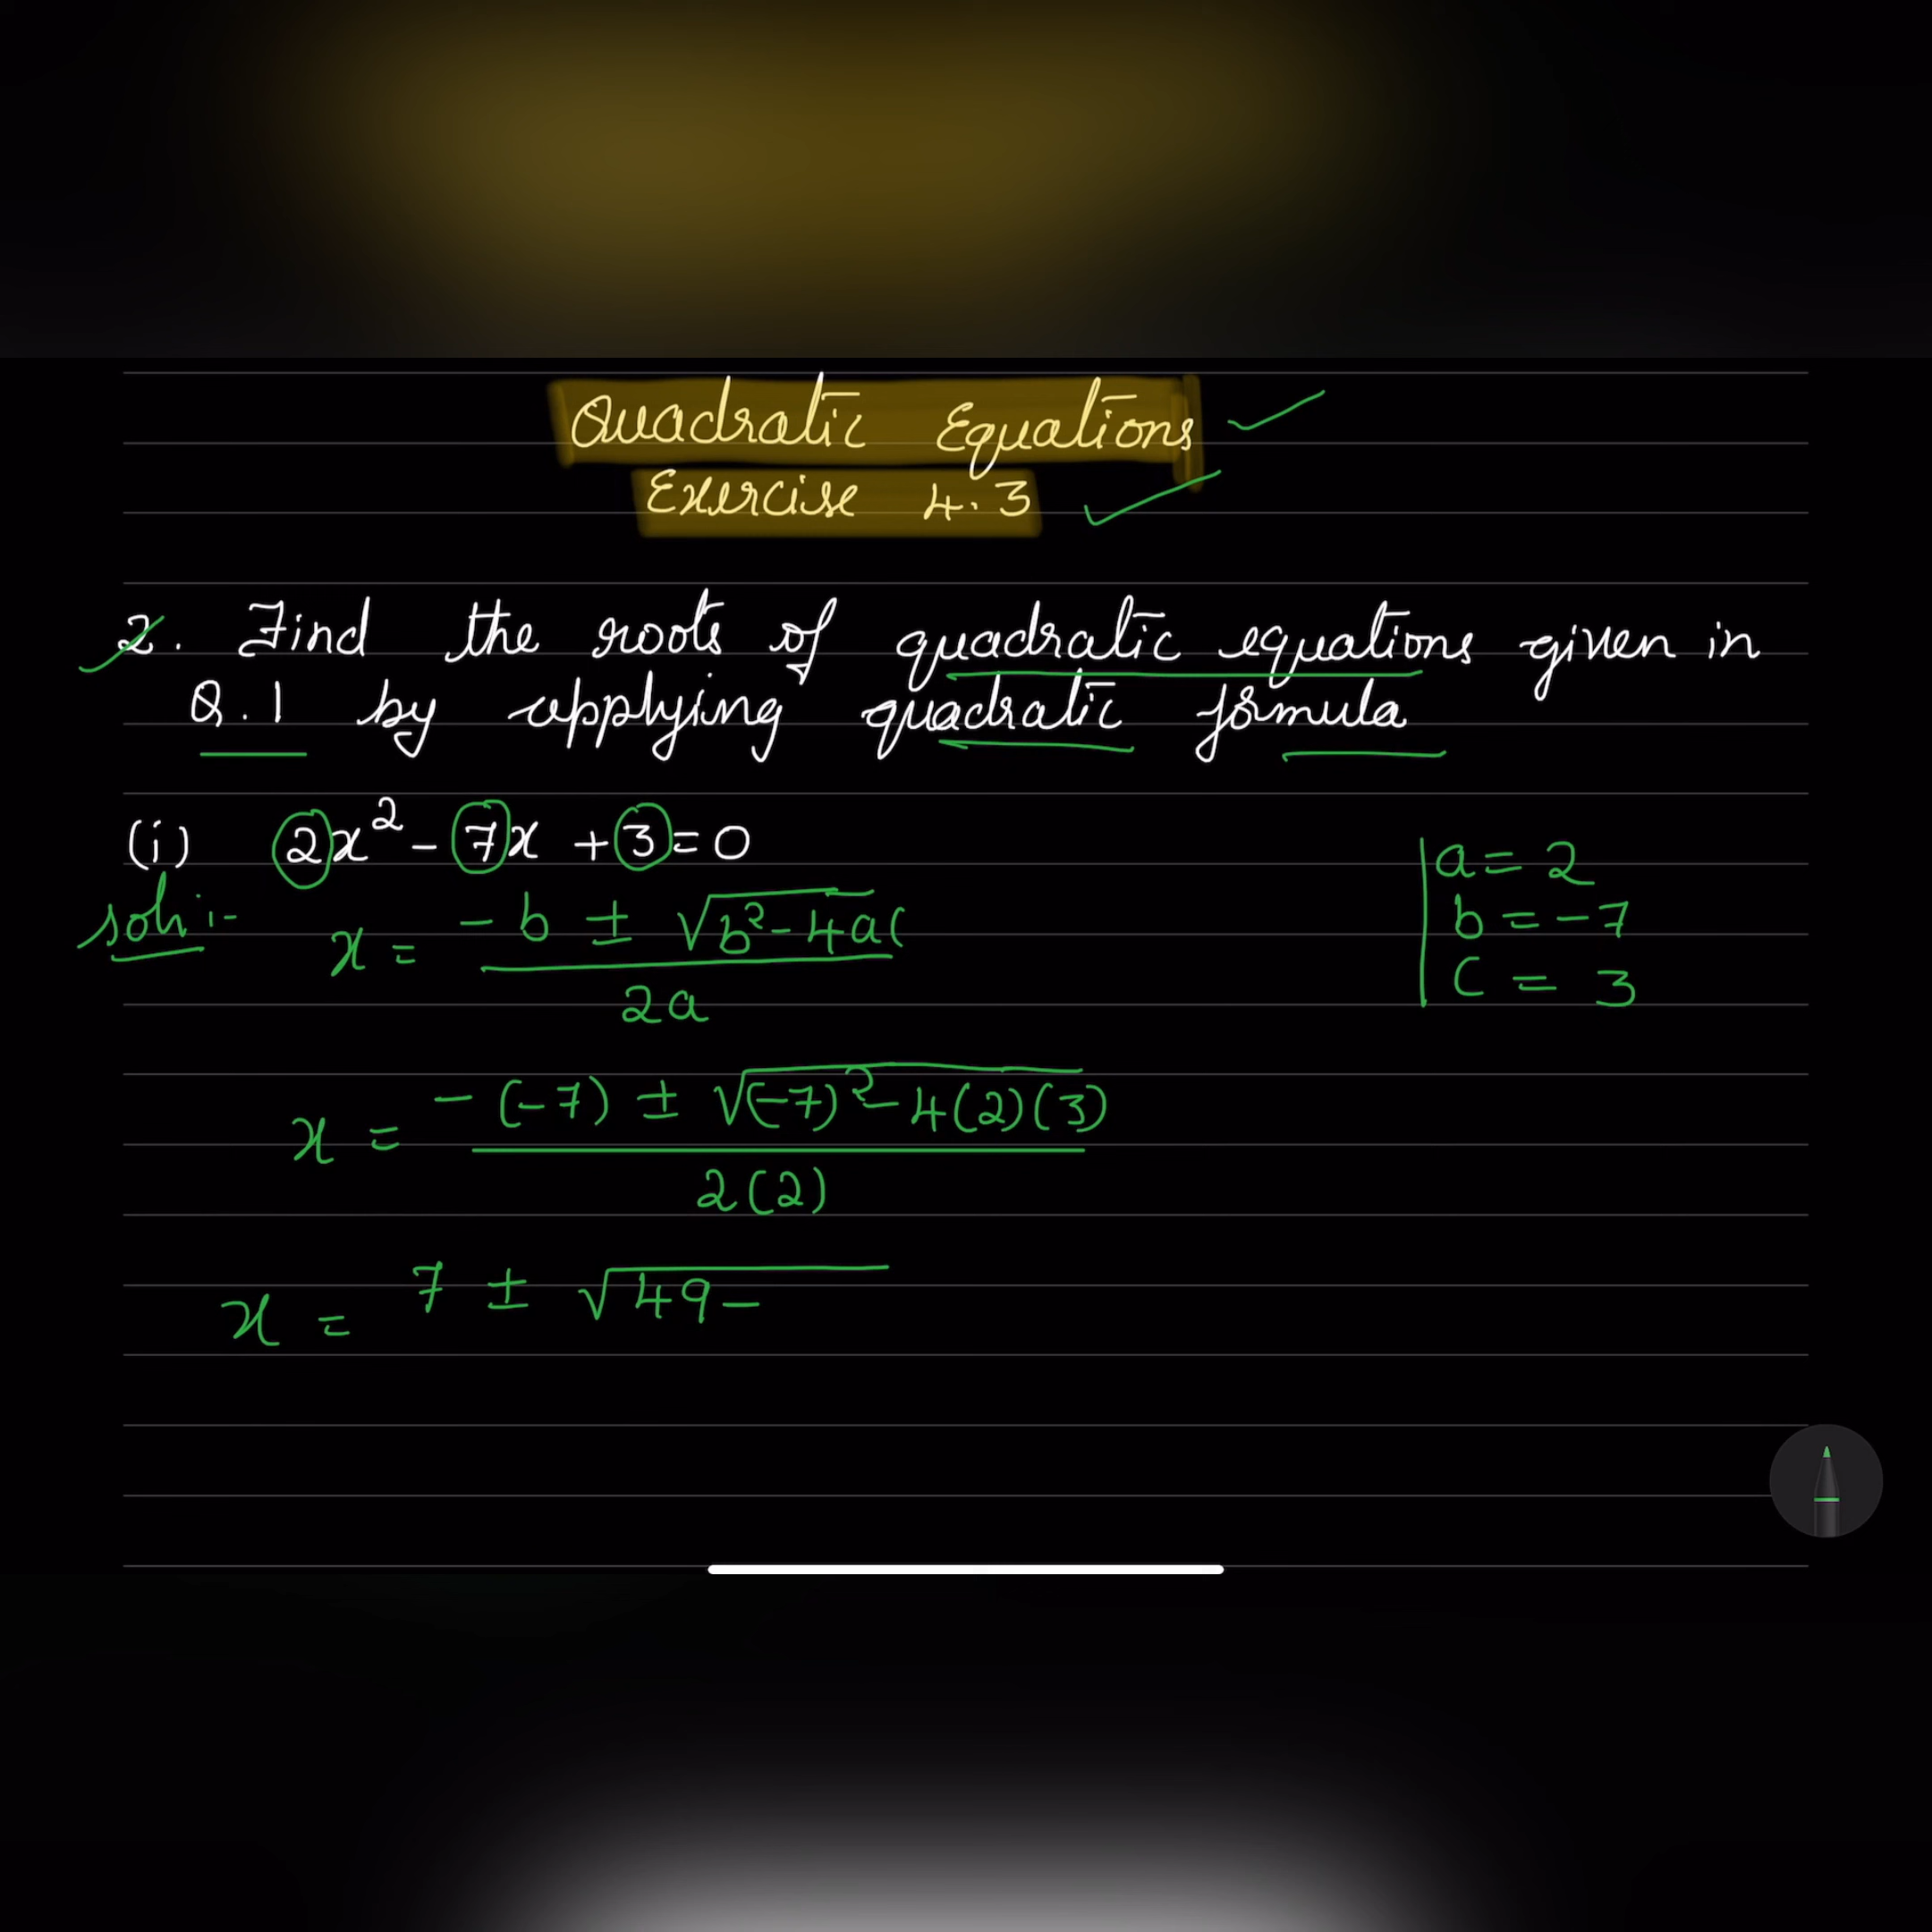 Quadratic Equations
Exercise 4.3
2. Find the roots of quadratic equations given in
Q.1 by applying quadratic formula
(i) 2x² - 7x + 3 = 0
soln :-
x = -b ± √b²-4ac / 2a
a = 2
b = -7
c = 3
x = -(-7) ± √(-7)²-4(2)(3) / 2(2)
x = 7 ± √49-